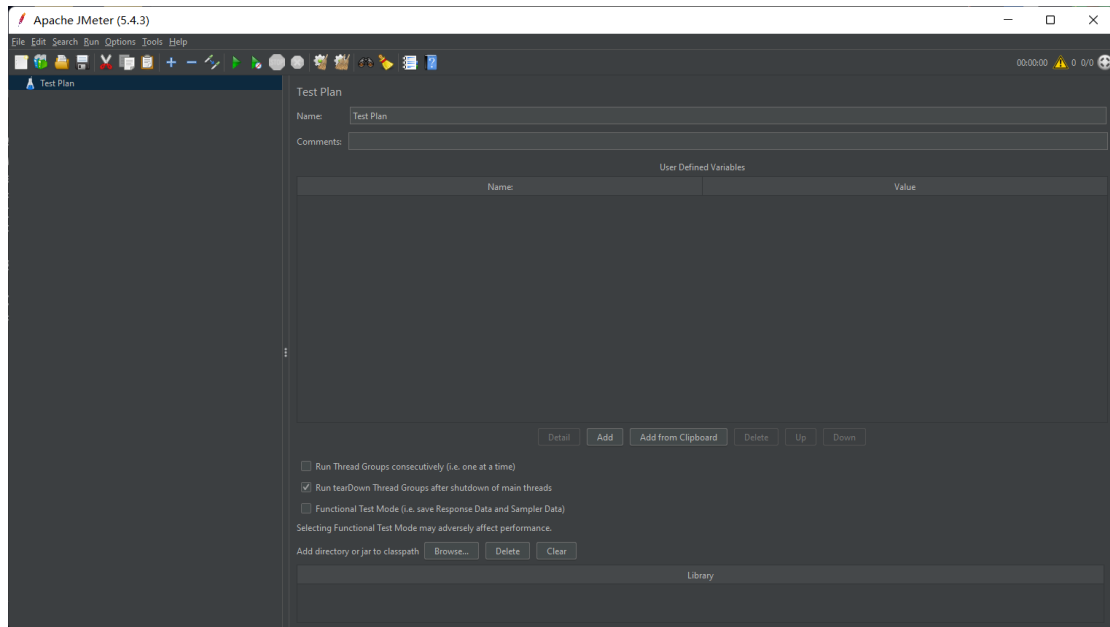 Apache JMeter (5.4.3)
File Edit Search Run Options Tools Help
00:00:00 0 0/0
Test Plan
Test Plan
Name: Test Plan
Comments:
User Defined Variables
Name: Value
Detail Add Add from Clipboard Delete Up Down
Run Thread Groups consecutively (i.e. one at a time)
Run tearDown Thread Groups after shutdown of main threads
Functional Test Mode (i.e. save Response Data and Sampler Data)
Selecting Functional Test Mode may adversely affect performance.
Add directory or jar to classpath Browse... Delete Clear
Library